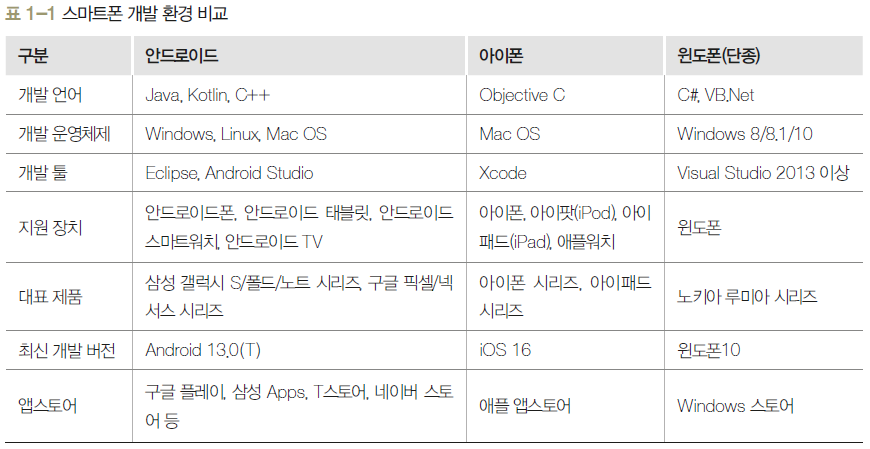 표 1-1 스마트폰 개발 환경 비교
구분 안드로이드 아이폰 윈도폰(단종)
개발 언어 Java, Kotlin, C++ Objective C C#, VB.Net
개발 운영체제 Windows, Linux, Mac OS Mac OS Windows 8/8.1/10
개발 툴 Eclipse, Android Studio Xcode Visual Studio 2013 이상
지원 장치 안드로이드폰, 안드로이드 태블릿, 안드로이드
스마트워치, 안드로이드 TV
아이폰, 아이팟(iPod), 아이
패드(iPad), 애플워치
윈도폰
대표 제품 삼성 갤럭시 S/폴드/노트 시리즈, 구글 픽셀/넥
서스 시리즈
아이폰 시리즈, 아이패드
시리즈
노키아 루미아 시리즈
최신 개발 버전 Android 13.0(T) iOS 16 윈도폰10
앱스토어 구글 플레이, 삼성 Apps, T스토어, 네이버 스토
어 등
애플 앱스토어
Windows 스토어